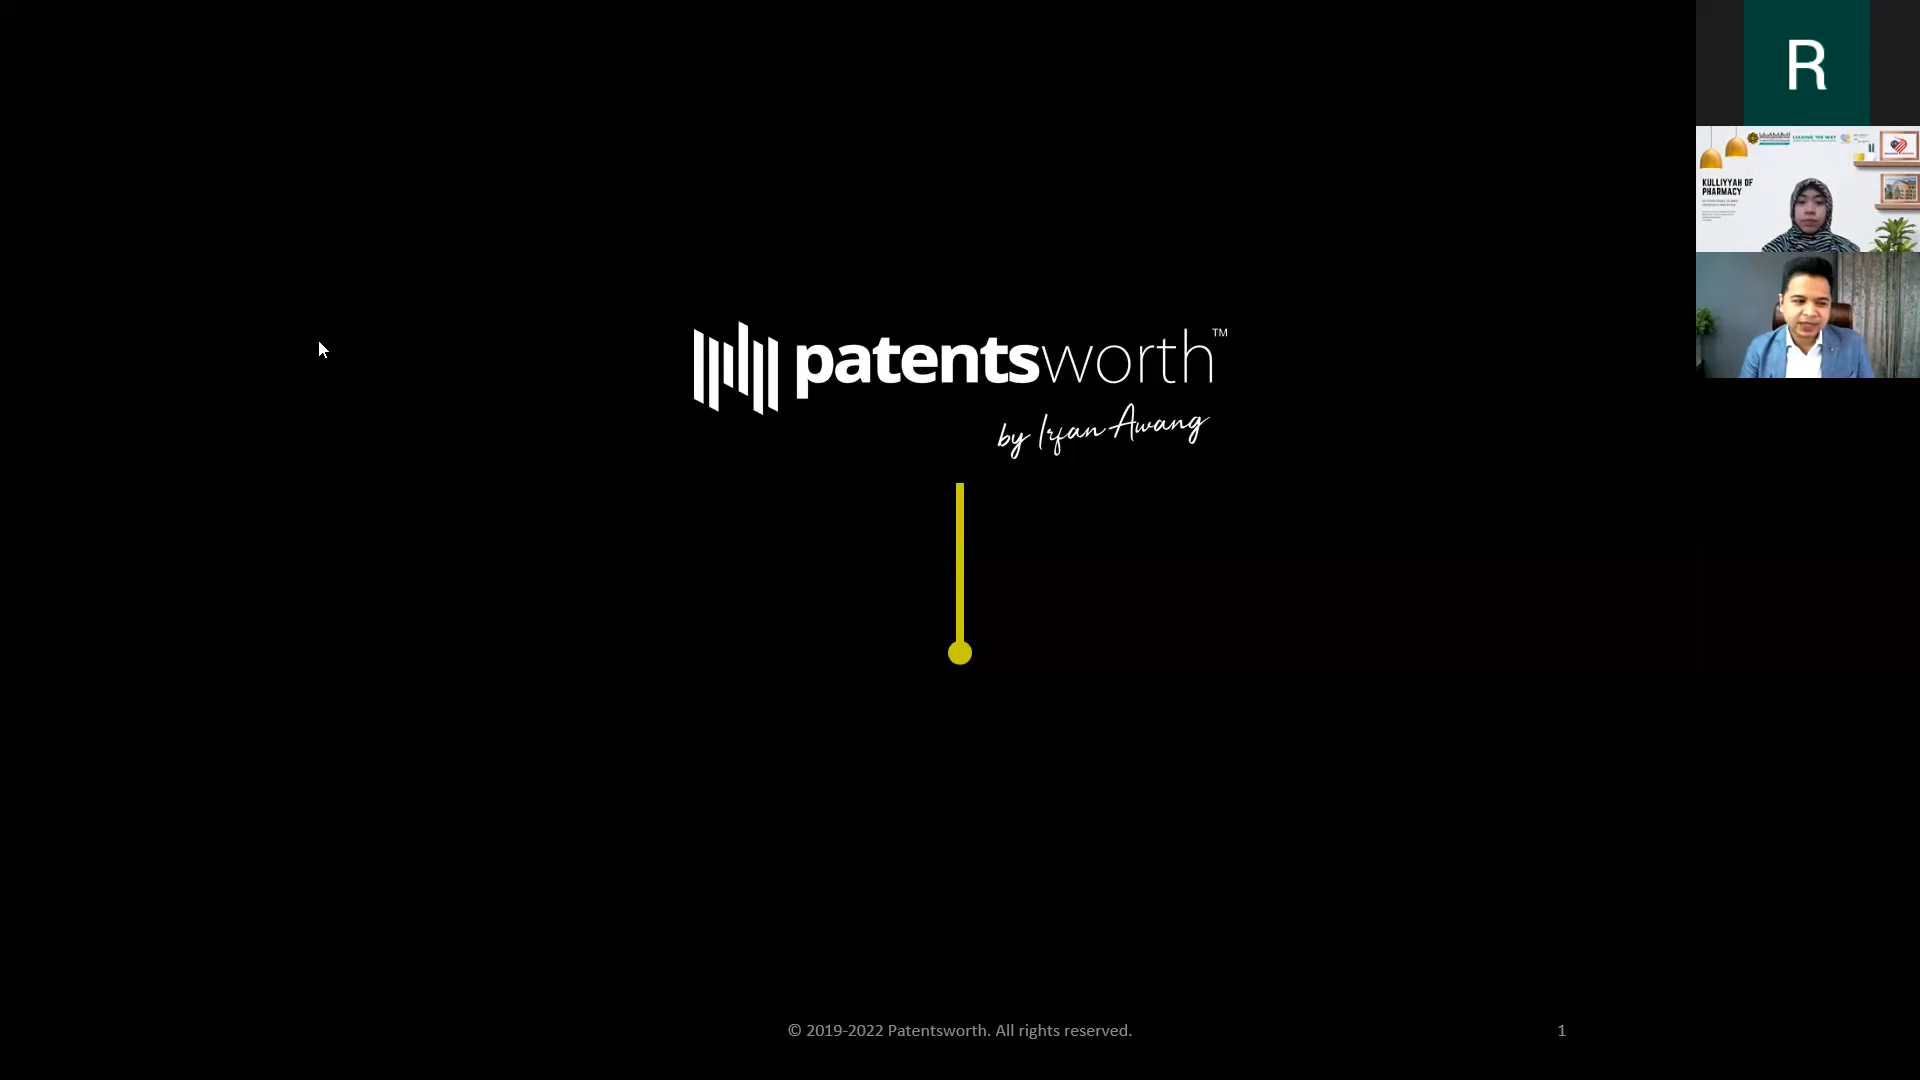 patentsworth™
by Irfan Awang
© 2019-2022 Patentsworth. All rights reserved.
1
R
LEADING THE WAY
KULLIYYAH OF
PHARMACY